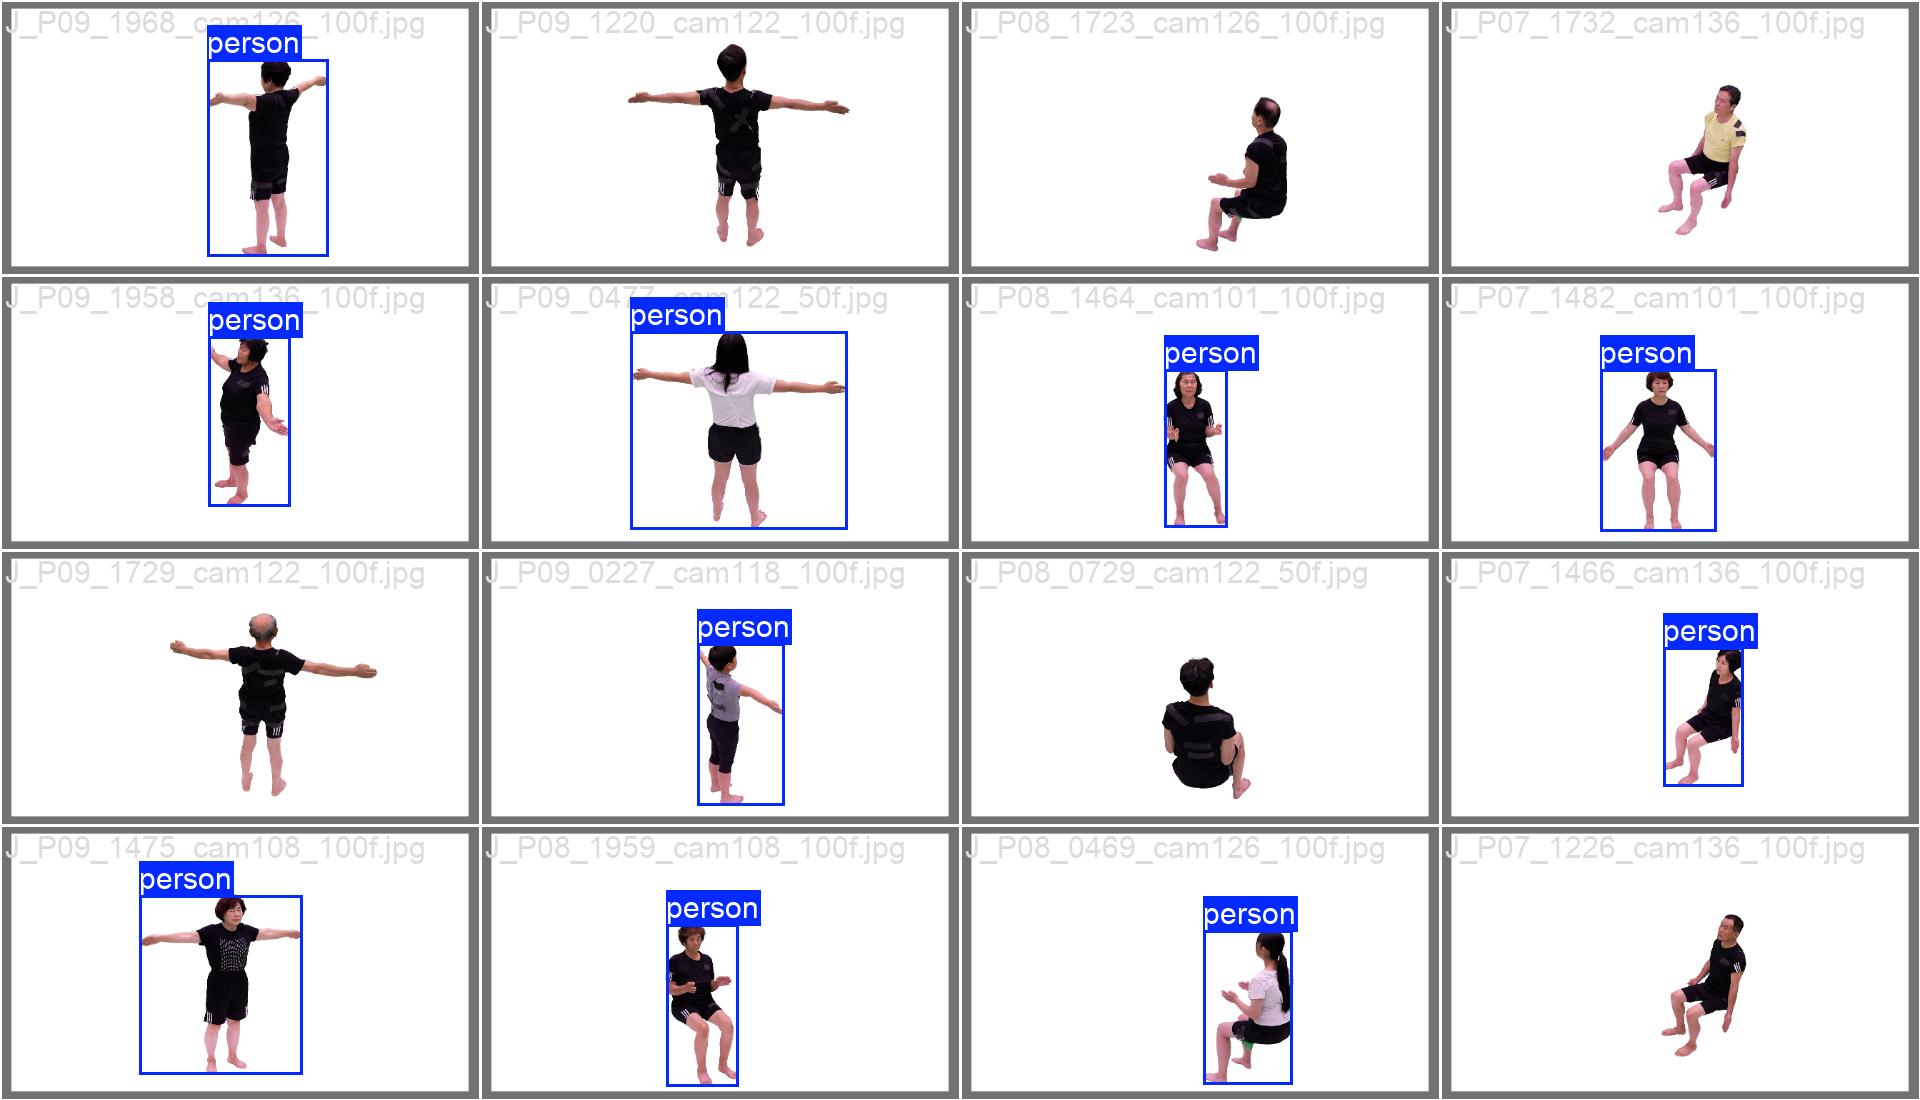 J_P09_1968_cam126_100f.jpg
person
J_P09_1220_cam122_100f.jpg
J_P08_1723_cam126_100f.jpg
J_P07_1732_cam136_100f.jpg
J_P09_1958_cam136_100f.jpg
person
J_P09_0477_cam122_50f.jpg
person
J_P08_1464_cam101_100f.jpg
person
J_P07_1482_cam101_100f.jpg
person
J_P09_1729_cam122_100f.jpg
J_P09_0227_cam118_100f.jpg
person
J_P08_0729_cam122_50f.jpg
J_P07_1466_cam136_100f.jpg
person
J_P09_1475_cam108_100f.jpg
person
J_P08_1959_cam108_100f.jpg
person
J_P08_0469_cam126_100f.jpg
person
J_P07_1226_cam136_100f.jpg